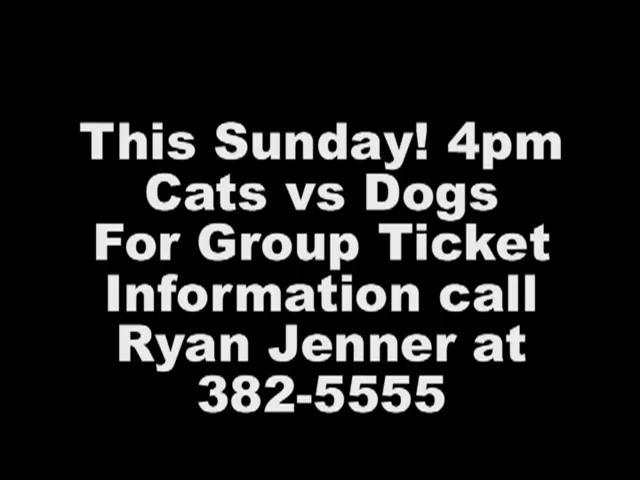 This Sunday! 4pm
Cats vs Dogs
For Group Ticket
Information call
Ryan Jenner at
382-5555